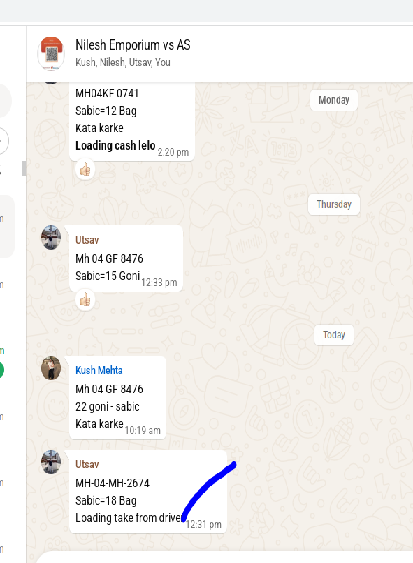 Nilesh Emporium vs AS
Kush, Nilesh, Utsav, You
MH04KF 0741
Sabic=12 Bag
Kata karke
Loading cash lelo 2:20 pm
Monday
Thursday
Utsav
Mh 04 GF 8476
Sabic=15 Goni 12:33 pm
Today
Kush Mehta
Mh 04 GF 8476
22 goni - sabic
Kata karke 10:19 am
Utsav
MH-04-MH-2674
Sabic=18 Bag
Loading take from driver 12:31 pm